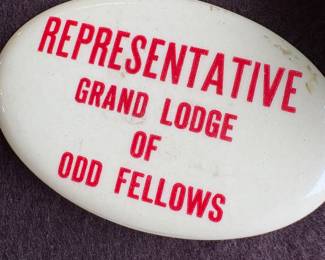 REPRESENTATIVE
GRAND LODGE
OF
ODD FELLOWS